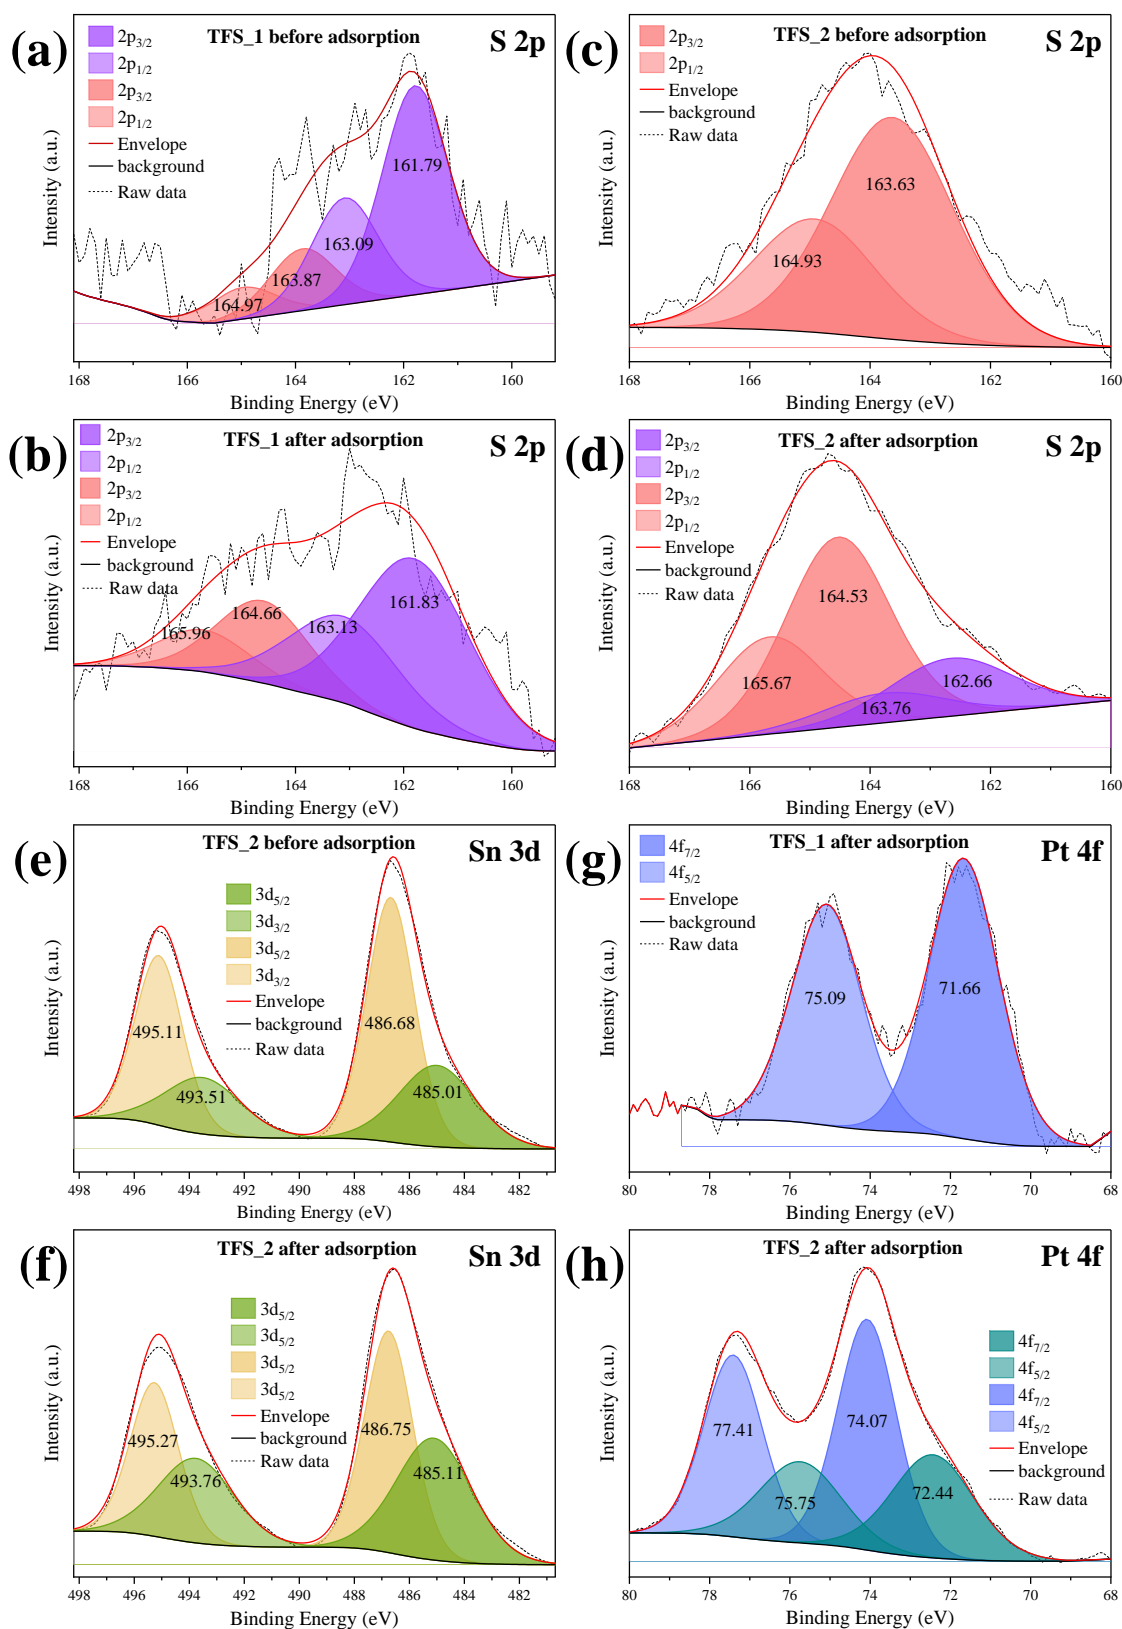 (a)
TFS_1 before adsorption
S 2p
2p3/2
2p1/2
2p3/2
2p1/2
Envelope
background
Raw data
161.79
163.09
163.87
164.97
Intensity (a.u.)
168 166 164 162 160
Binding Energy (eV)
(c)
TFS_2 before adsorption
S 2p
2p3/2
2p1/2
Envelope
background
Raw data
163.63
164.93
Intensity (a.u.)
168 166 164 162 160
Binding Energy (eV)
(b)
TFS_1 after adsorption
S 2p
2p3/2
2p1/2
2p3/2
2p1/2
Envelope
background
Raw data
161.83
164.66
163.13
165.96
Intensity (a.u.)
168 166 164 162 160
Binding Energy (eV)
(d)
TFS_2 after adsorption
S 2p
2p3/2
2p1/2
2p3/2
2p1/2
Envelope
background
Raw data
164.53
165.67
162.66
163.76
Intensity (a.u.)
168 166 164 162 160
Binding Energy (eV)
(e)
TFS_2 before adsorption
Sn 3d
3d5/2
3d3/2
3d5/2
3d3/2
Envelope
background
Raw data
495.11
486.68
493.51
485.01
Intensity (a.u.)
498 496 494 492 490 488 486 484 482
Binding Energy (eV)
(g)
TFS_1 after adsorption
Pt 4f
4f7/2
4f5/2
Envelope
background
Raw data
75.09
71.66
Intensity (a.u.)
80 78 76 74 72 70 68
Binding Energy (eV)
(f)
TFS_2 after adsorption
Sn 3d
3d5/2
3d5/2
3d5/2
3d5/2
Envelope
background
Raw data
495.27
486.75
493.76
485.11
Intensity (a.u.)
498 496 494 492 490 488 486 484 482
Binding Energy (eV)
(h)
TFS_2 after adsorption
Pt 4f
4f7/2
4f5/2
4f7/2
4f5/2
Envelope
background
Raw data
77.41
74.07
75.75
72.44
Intensity (a.u.)
80 78 76 74 72 70 68
Binding Energy (eV)